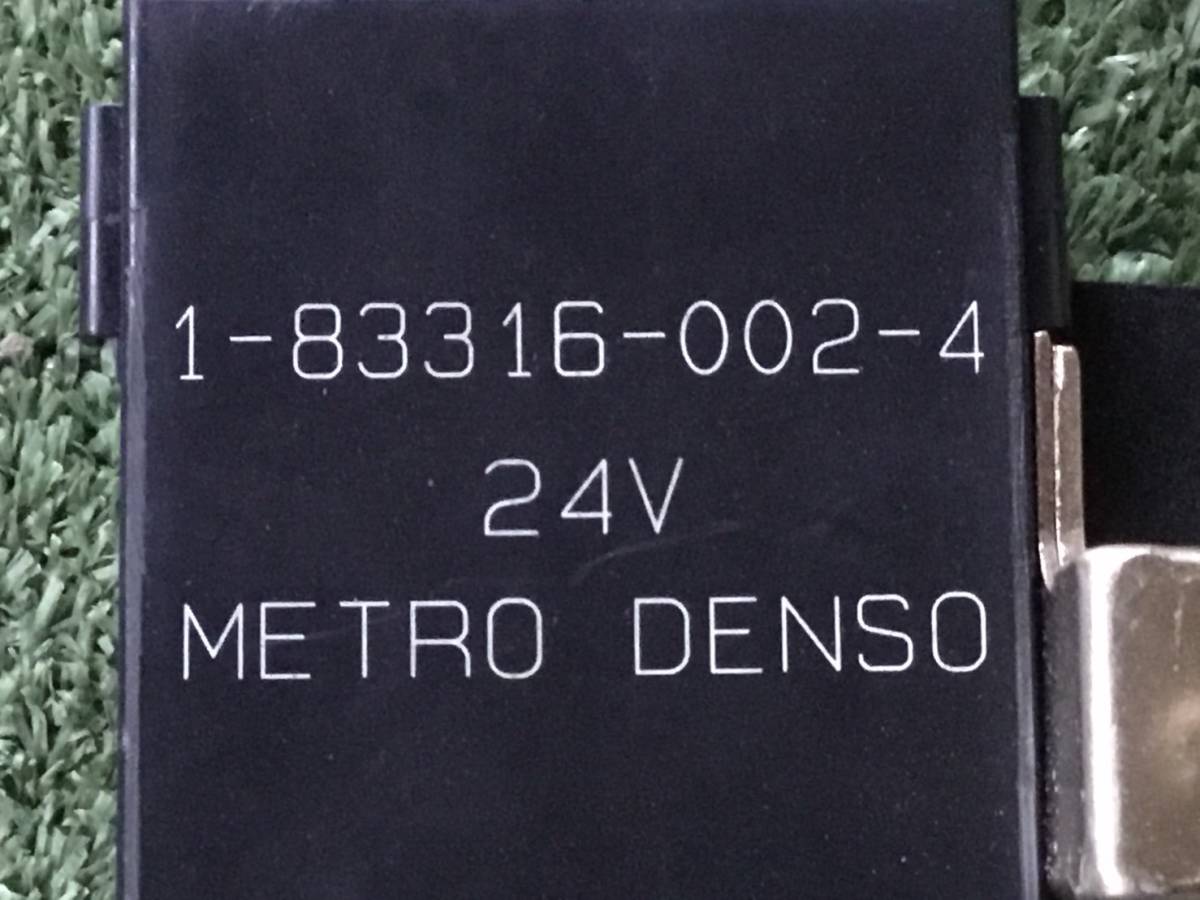 1-83316-002-4
24V
METRO DENSO